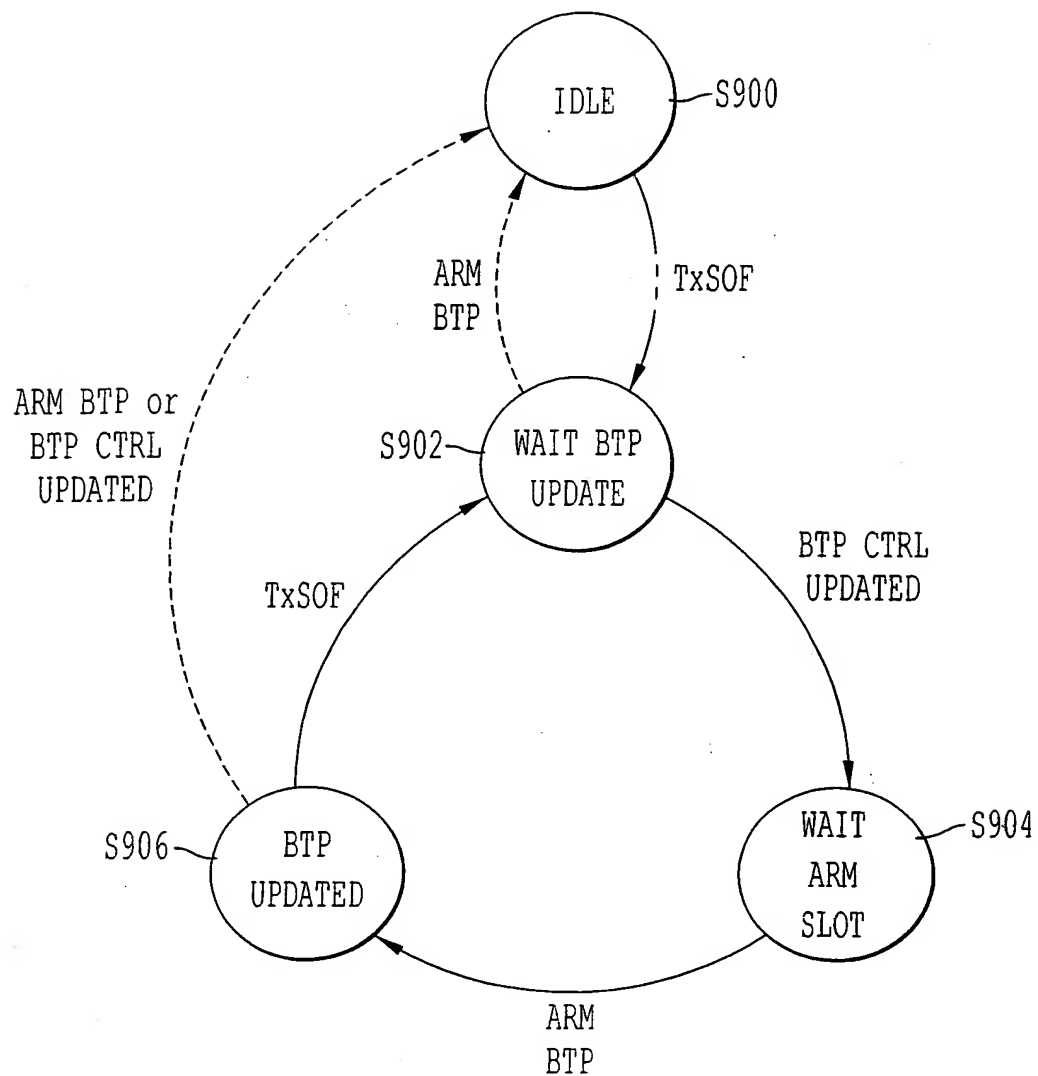 IDLE
S900
ARM
BTP
TxSOF
ARM BTP or
BTP CTRL
UPDATED
S902
WAIT BTP
UPDATE
BTP CTRL
UPDATED
TxSOF
S906
BTP
UPDATED
WAIT
ARM
SLOT
S904
ARM
BTP